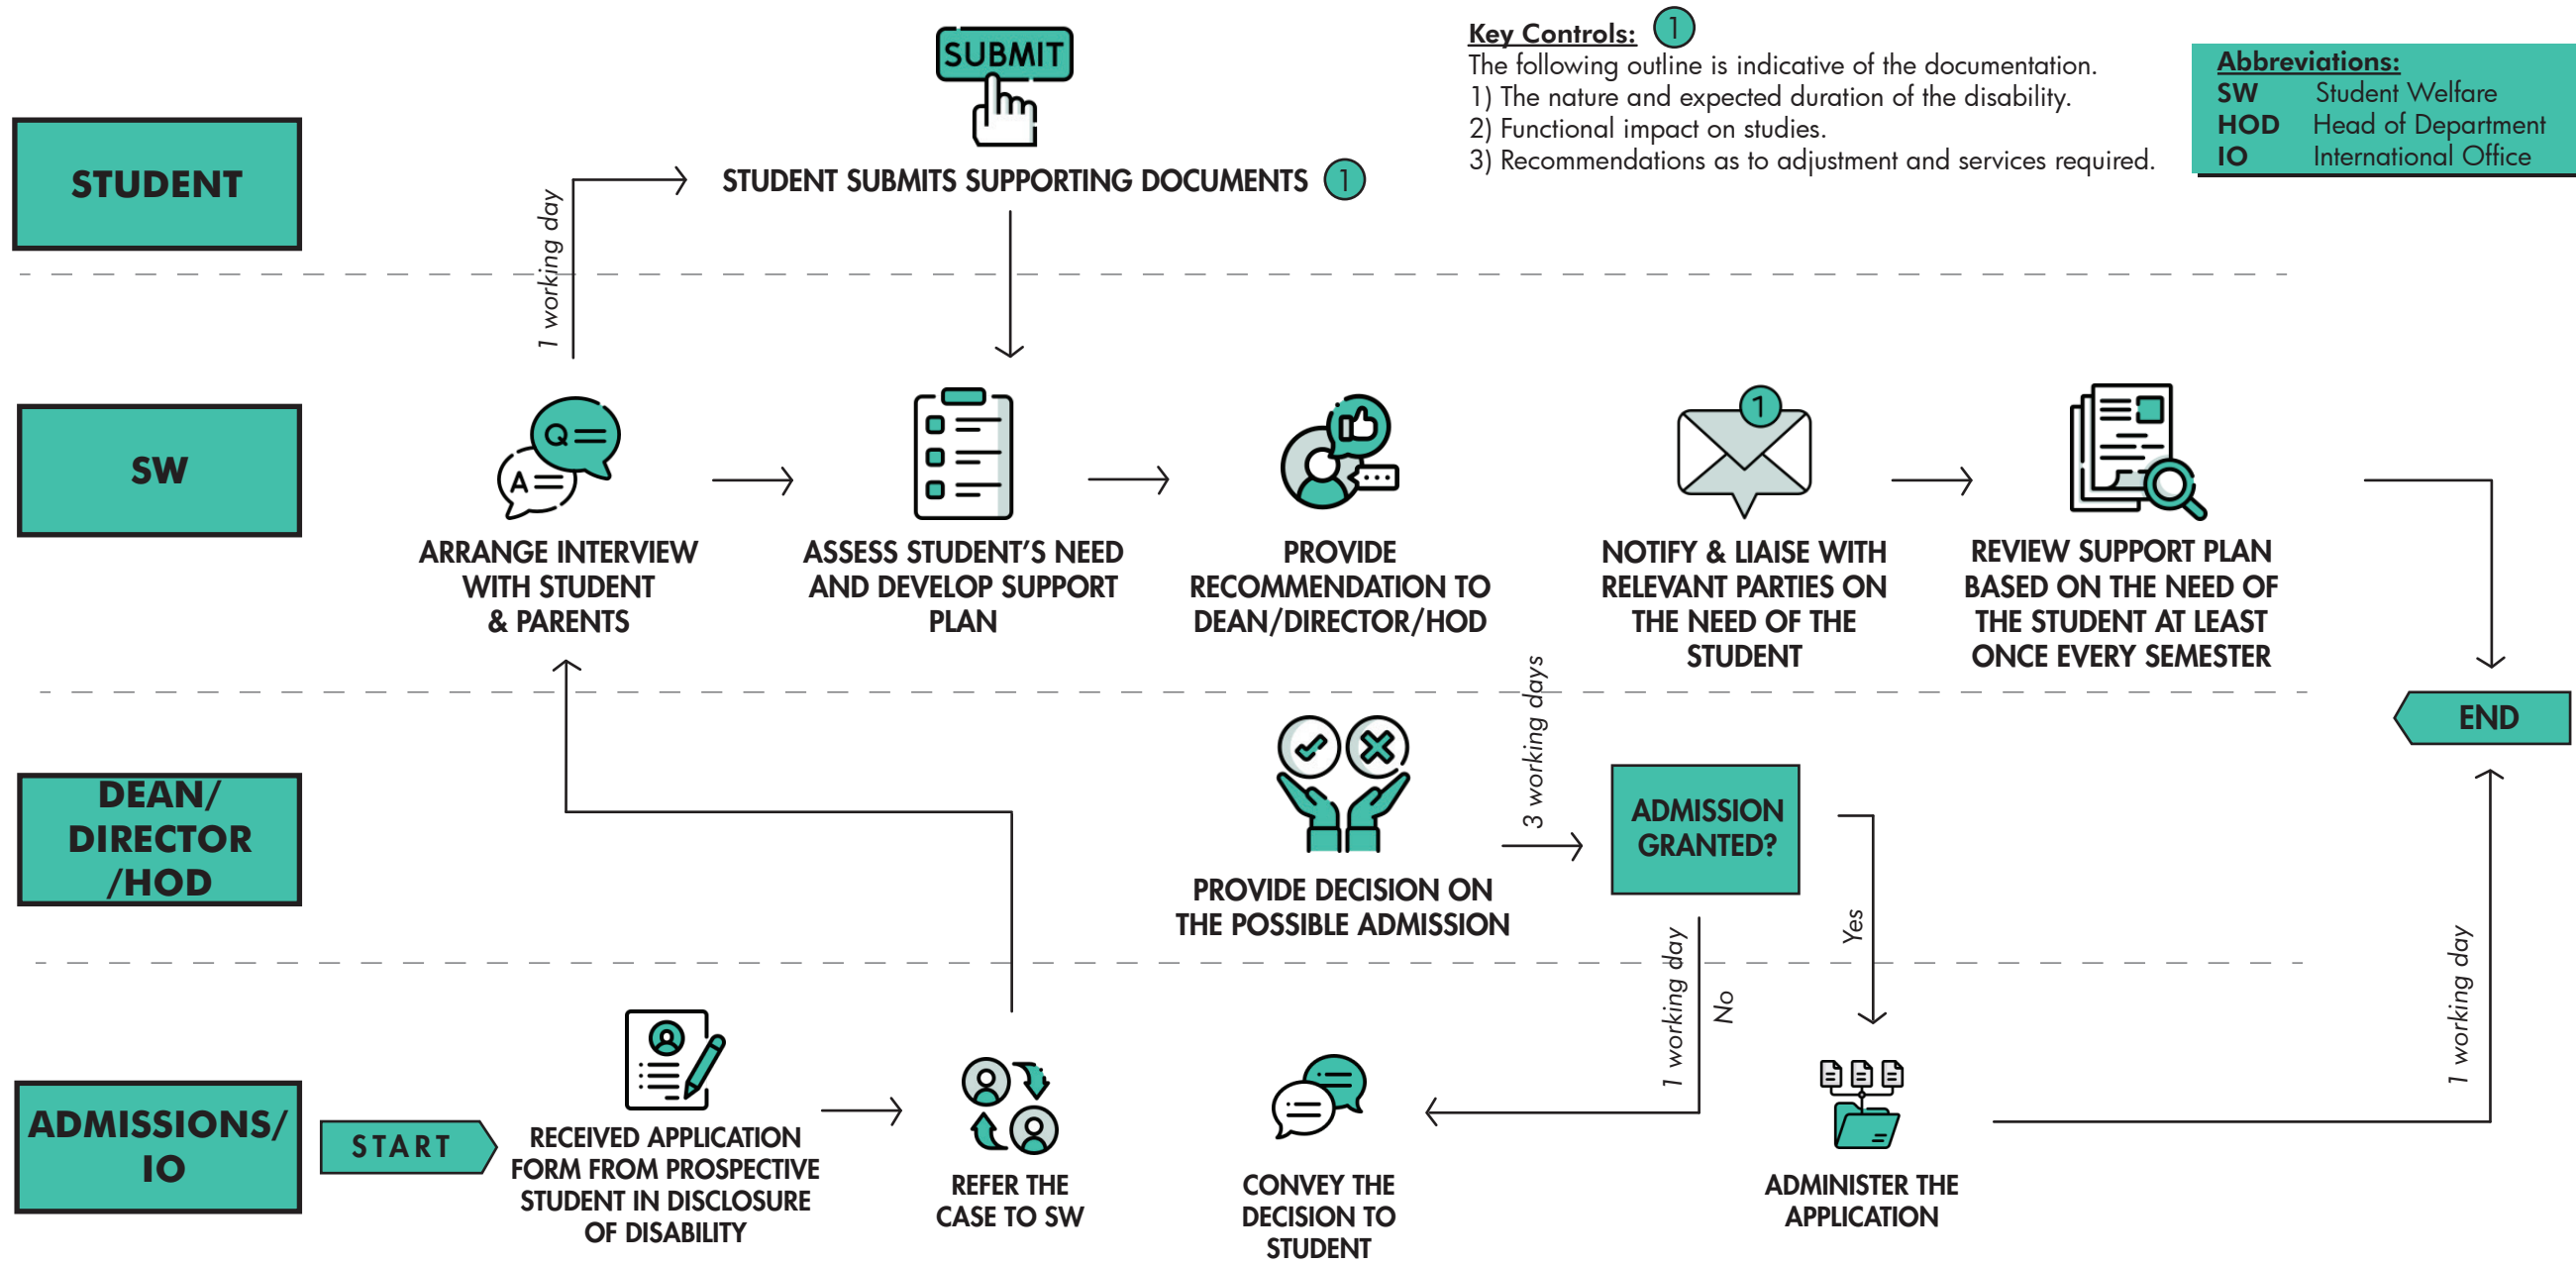 SUBMIT
Key Controls: 1
The following outline is indicative of the documentation.
1) The nature and expected duration of the disability.
2) Functional impact on studies.
3) Recommendations as to adjustment and services required.
Abbreviations:
SW Student Welfare
HOD Head of Department
IO International Office
STUDENT
1 working day
STUDENT SUBMITS SUPPORTING DOCUMENTS 1
SW
Q
A
ARRANGE INTERVIEW
WITH STUDENT
& PARENTS
ASSESS STUDENT'S NEED
AND DEVELOP SUPPORT
PLAN
PROVIDE
RECOMMENDATION TO
DEAN/DIRECTOR/HOD
1
NOTIFY & LIAISE WITH
RELEVANT PARTIES ON
THE NEED OF THE
STUDENT
REVIEW SUPPORT PLAN
BASED ON THE NEED OF
THE STUDENT AT LEAST
ONCE EVERY SEMESTER
END
DEAN/
DIRECTOR
/HOD
PROVIDE DECISION ON
THE POSSIBLE ADMISSION
3 working days
ADMISSION
GRANTED?
Yes
1 working day
No
1 working day
ADMISSIONS/
IO
START
RECEIVED APPLICATION
FORM FROM PROSPECTIVE
STUDENT IN DISCLOSURE
OF DISABILITY
REFER THE
CASE TO SW
CONVEY THE
DECISION TO
STUDENT
ADMINISTER THE
APPLICATION